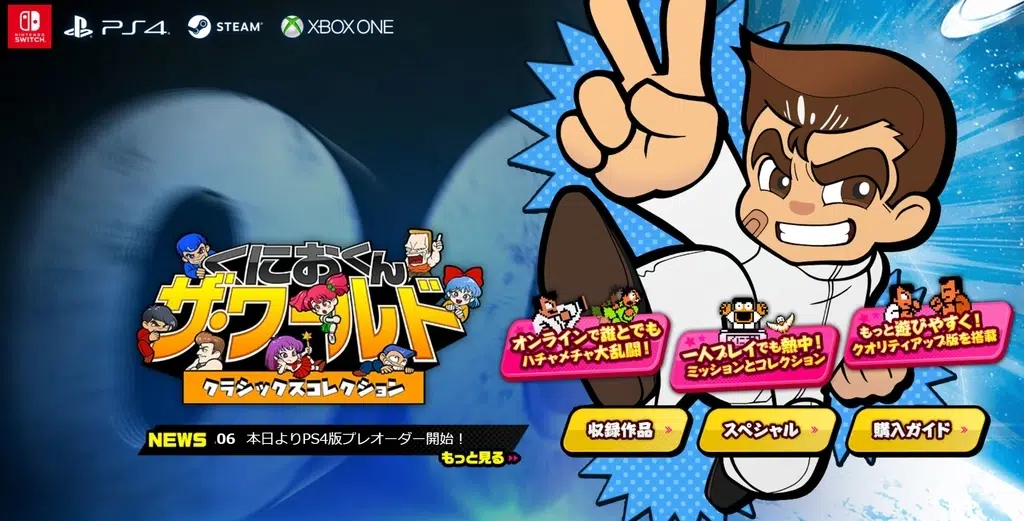 NINTENDO SWITCH
PS4
STEAM
XBOX ONE
くにおくん
ザ・ワールド
クラシックスコレクション
NEWS .06 本日よりPS4版プレオーダー開始！
もっと見る
オンラインで誰とでも
ハチャメチャ大乱闘！
一人プレイでも熱中！
ミッションとコレクション
もっと遊びやすく！
クオリティアップ版を搭載
収録作品
スペシャル
購入ガイド